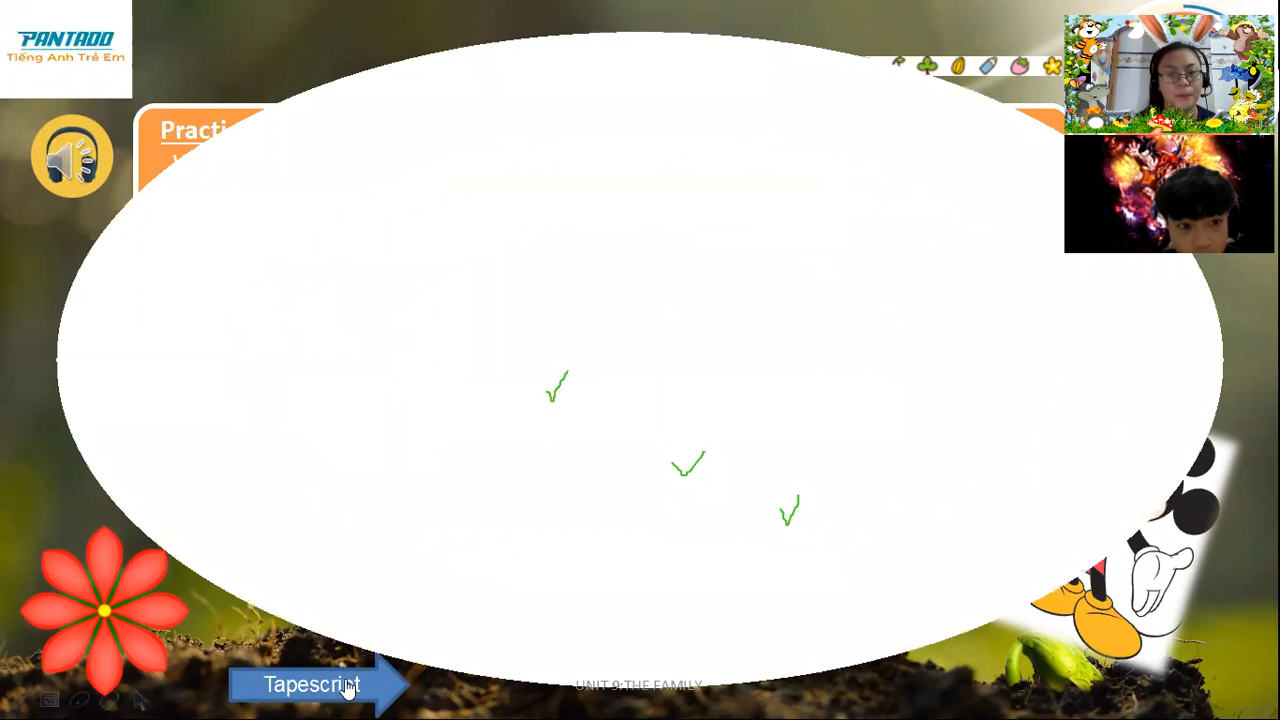 PANTADO
Tiếng Anh Trẻ Em
Practi
Tapescript
UNIT 9:THE FAMILY